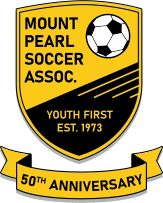 MOUNT
PEARL
SOCCER
ASSOC.
YOUTH FIRST
EST. 1973
50TH ANNIVERSARY